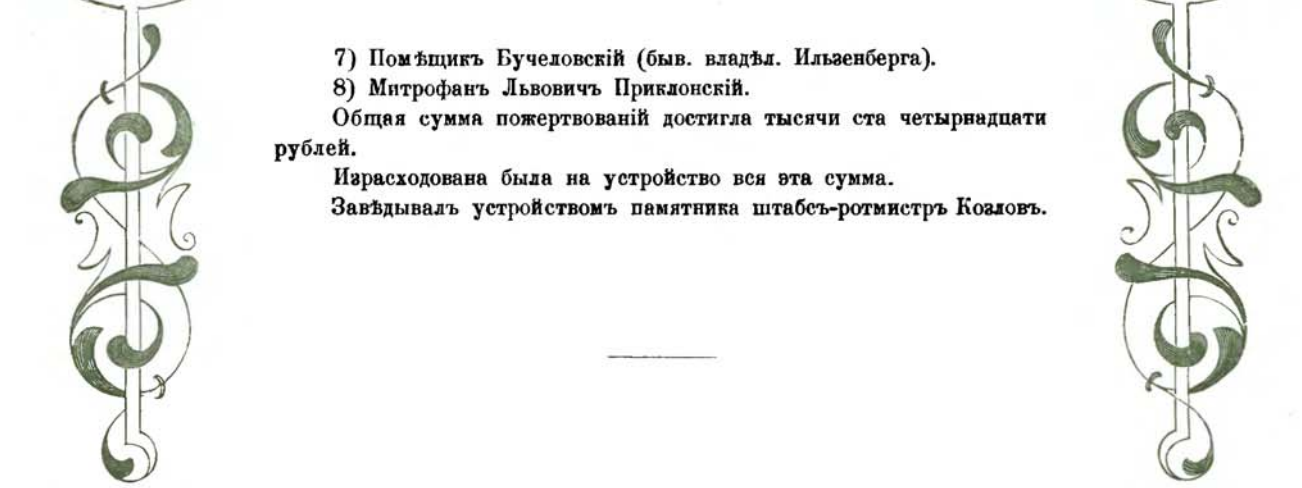 7) Помѣщикъ Бучеловскій (быв. владѣл. Ильзенберга).
8) Митрофанъ Львовичъ Приклонскій.
Общая сумма пожертвованій достигла тысячи ста четырнадцати
рублей.
Израсходована была на устройство вся эта сумма.
Завѣдывалъ устройствомъ памятника штабсъ-ротмистръ Козловъ.